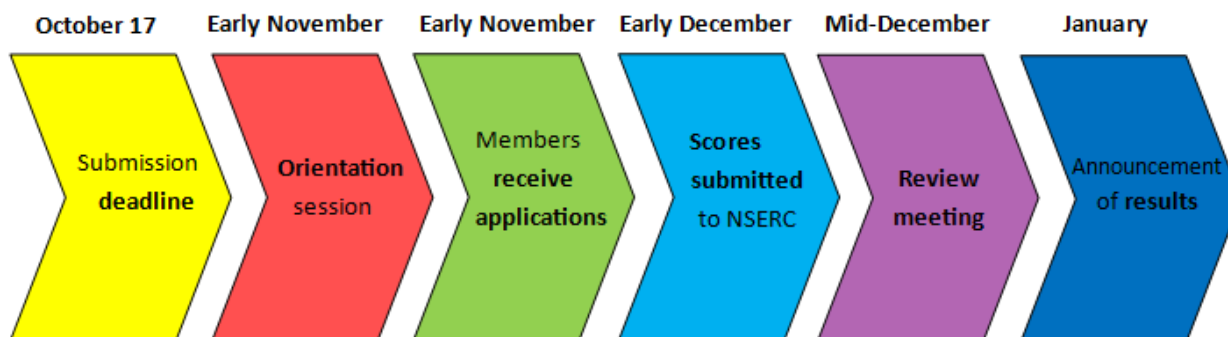 October 17
Early November
Early November
Early December
Mid-December
January
Submission
deadline
Orientation
session
Members
receive
applications
Scores
submitted
to NSERC
Review
meeting
Announcement
of results